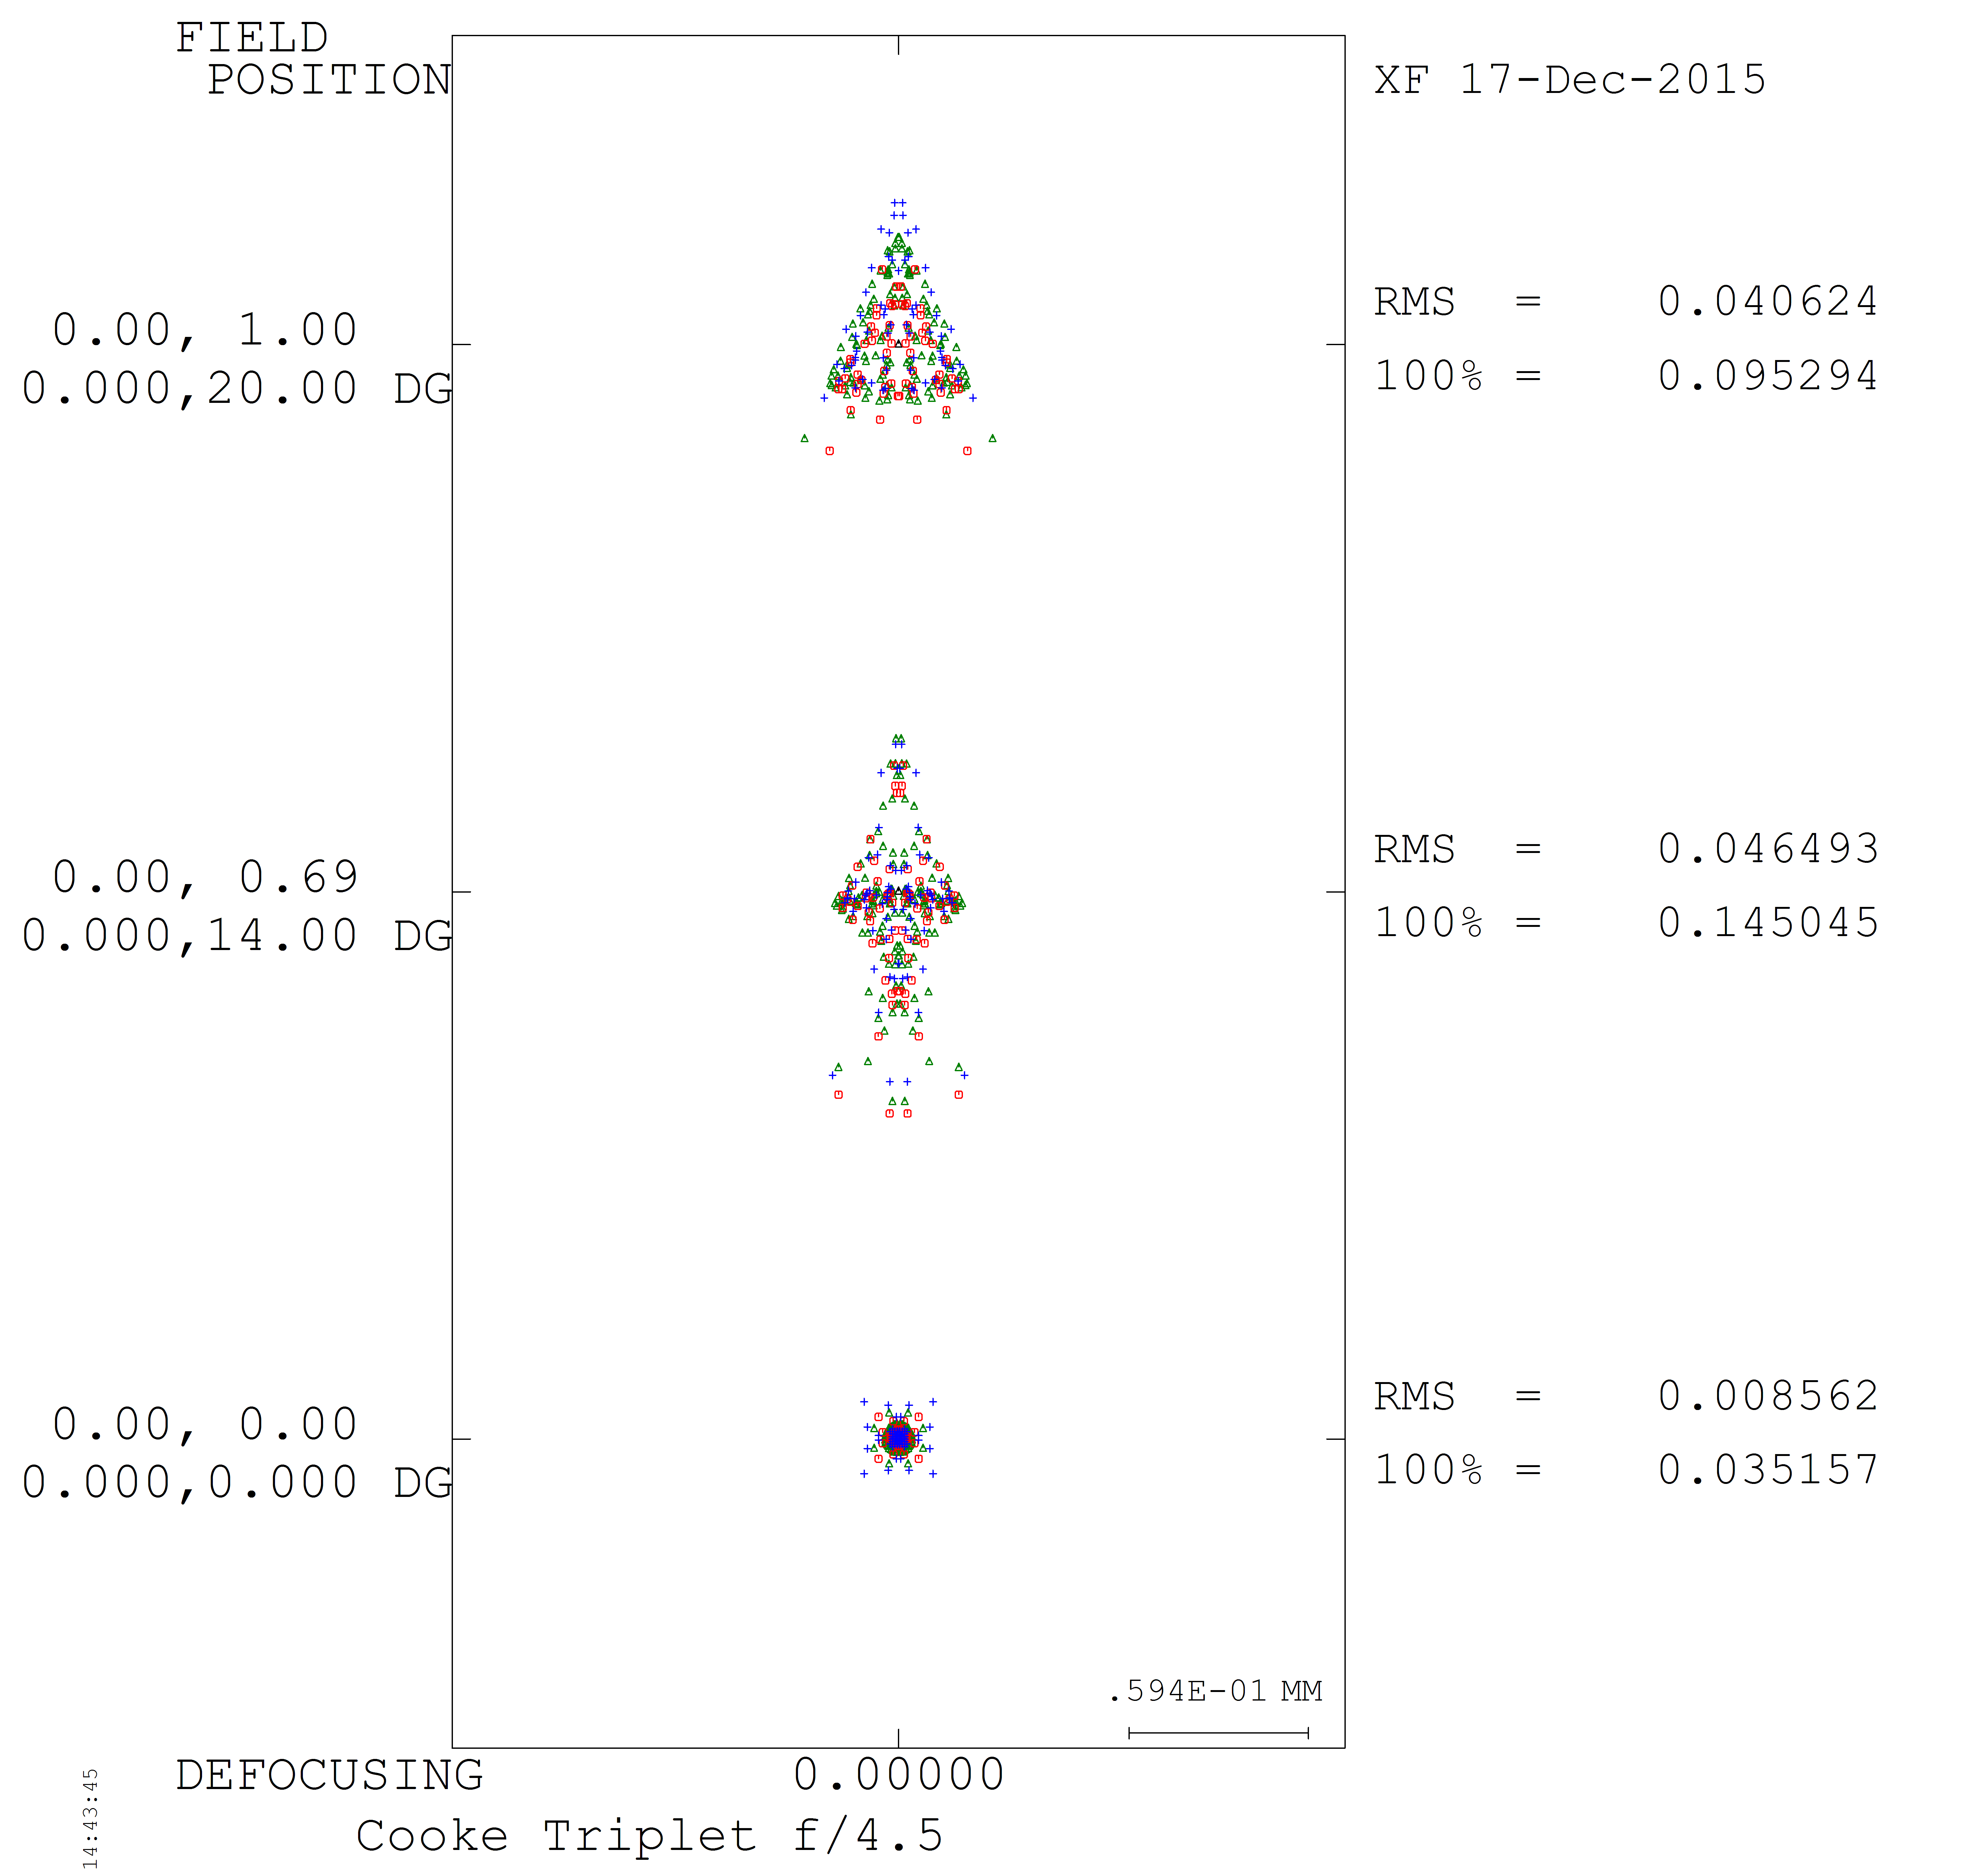 FIELD
POSITION
XF 17-Dec-2015
0.00, 1.00
0.000,20.00 DG
RMS = 0.040624
100% = 0.095294
0.00, 0.69
0.000,14.00 DG
RMS = 0.046493
100% = 0.145045
0.00, 0.00
0.000,0.000 DG
RMS = 0.008562
100% = 0.035157
.594E-01 MM
DEFOCUSING 0.00000
Cooke Triplet f/4.5
14:43:45